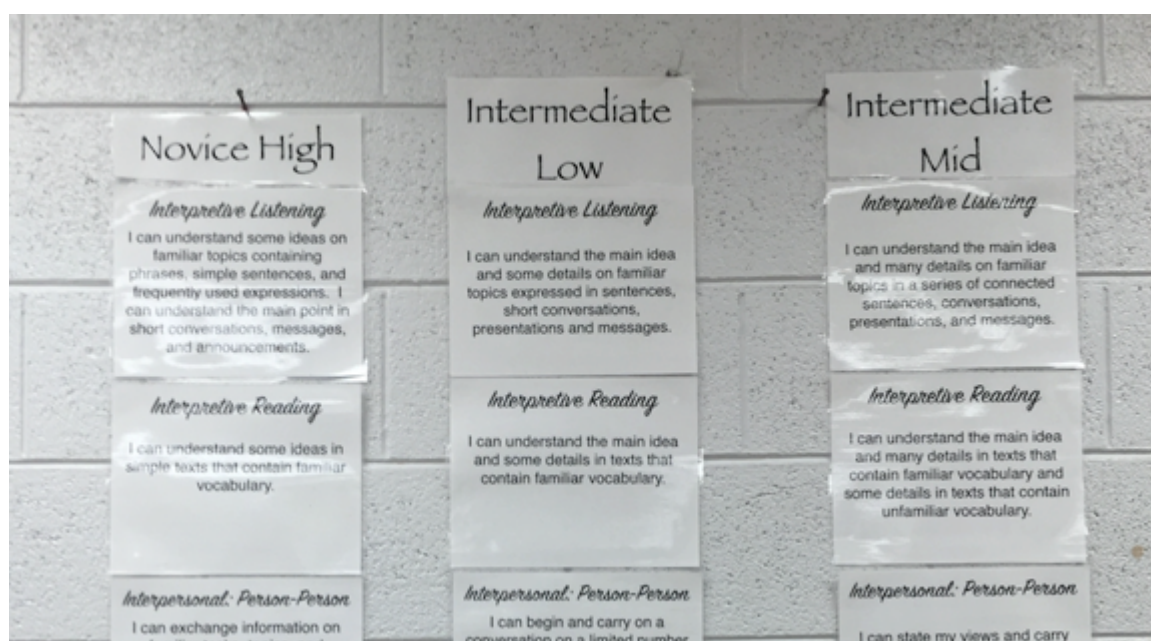 Novice High
Interpretive Listening
I can understand some ideas on
familiar topics containing
phrases, simple sentences, and
frequently used expressions.  I
can understand the main point in
short conversations, messages,
and announcements.
Interpretive Reading
I can understand some ideas in
simple texts that contain familiar
vocabulary.
Interpersonal: Person-Person
I can exchange information on
Intermediate
Low
Interpretive Listening
I can understand the main idea
and some details on familiar
topics expressed in sentences,
short conversations,
presentations and messages.
Interpretive Reading
I can understand the main idea
and some details in texts that
contain familiar vocabulary.
Interpersonal: Person-Person
I can begin and carry on a
conversation on a limited number
Intermediate
Mid
Interpretive Listening
I can understand the main idea
and many details on familiar
topics in a series of connected
sentences, conversations,
presentations, and messages.
Interpretive Reading
I can understand the main idea
and many details in texts that
contain familiar vocabulary and
some details in texts that contain
unfamiliar vocabulary.
Interpersonal: Person-Person
I can state my views and carry